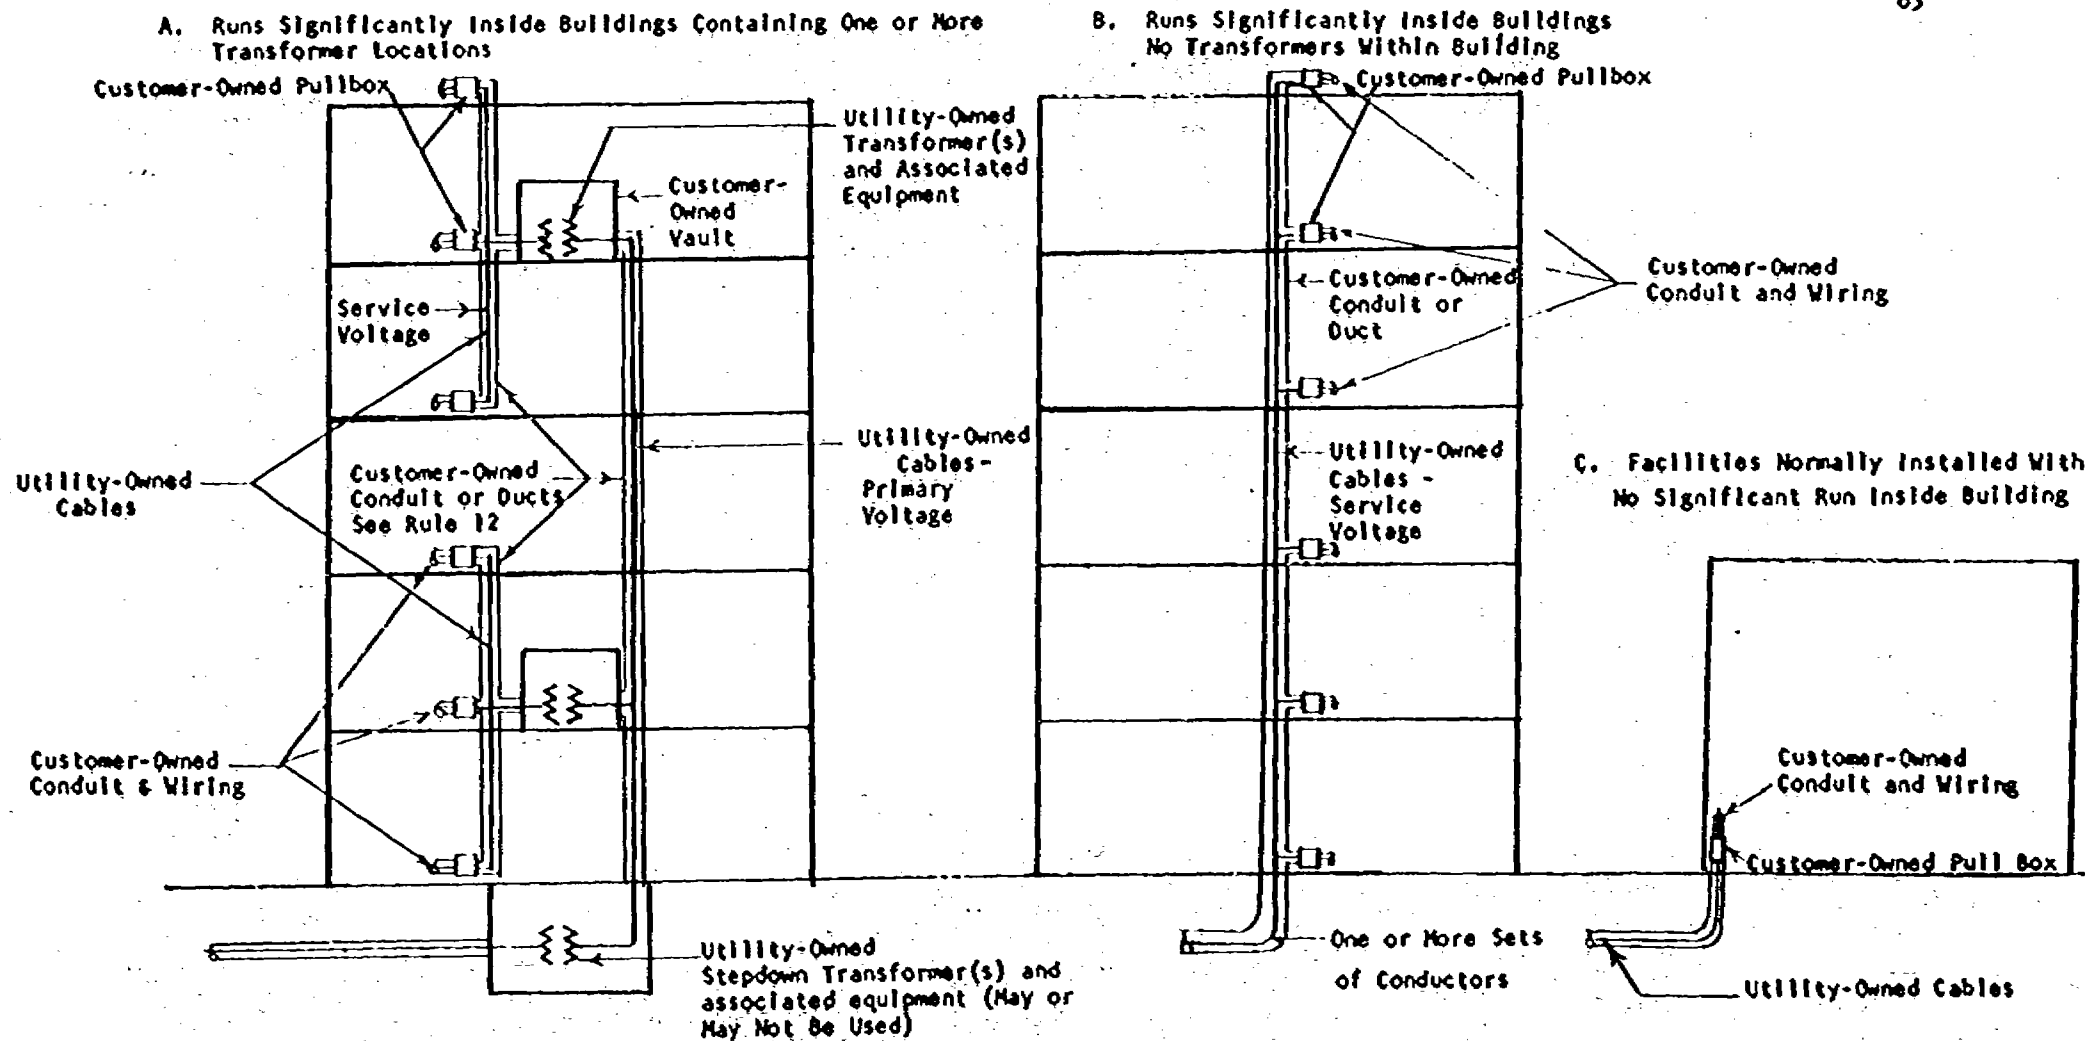 A. Runs Significantly Inside Buildings Containing One or More
Transformer Locations
Customer-Owned Pullbox
Utility-Owned
Transformer(s)
and Associated
Equipment
Customer-
Owned
Vault
Service
Voltage
Utility-Owned
Cables
Customer-Owned
Conduit or Ducts
See Rule 12
Utility-Owned
Cables-
Primary
Voltage
Customer-Owned
Conduit & Wiring
Utility-Owned
Stepdown Transformer(s) and
associated equipment (May or
May Not Be Used)
B. Runs Significantly Inside Buildings
No Transformers Within Building
Customer-Owned Pullbox
Customer-Owned
Conduit or
Duct
Customer-Owned
Conduit and Wiring
Utility-Owned
Cables -
Service
Voltage
One or More Sets
of Conductors
C. Facilities Normally Installed With
No Significant Run Inside Building
Customer-Owned
Conduit and Wiring
Customer-Owned Pull Box
Utility-Owned Cables